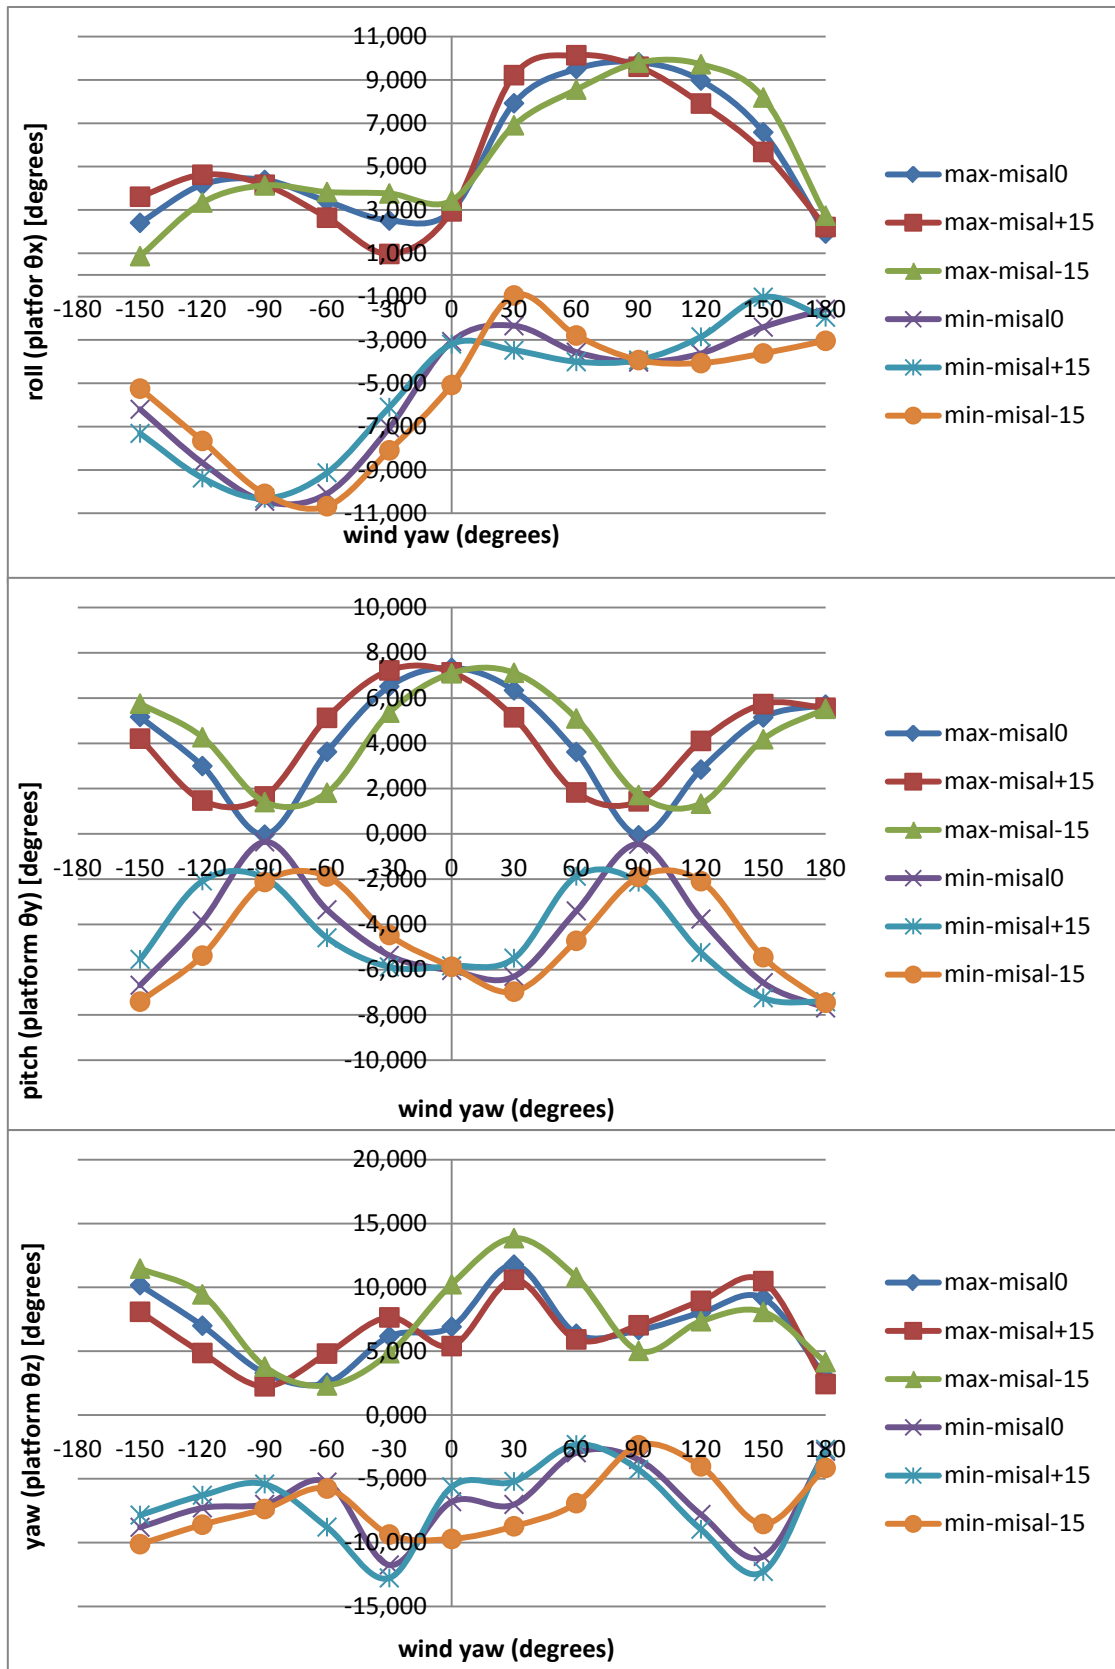 11,000
9,000
7,000
5,000
3,000
1,000
-1,000
-3,000
-5,000
-7,000
-9,000
-11,000
-180 -150 -120 -90 -60 -30 0 30 60 90 120 150 180
roll (platfor θx) [degrees]
wind yaw (degrees)
max-misal0
max-misal+15
max-misal-15
min-misal0
min-misal+15
min-misal-15
10,000
8,000
6,000
4,000
2,000
0,000
-2,000
-4,000
-6,000
-8,000
-10,000
-180 -150 -120 -90 -60 -30 0 30 60 90 120 150 180
pitch (platform θy) [degrees]
wind yaw (degrees)
max-misal0
max-misal+15
max-misal-15
min-misal0
min-misal+15
min-misal-15
20,000
15,000
10,000
5,000
0,000
-5,000
-10,000
-15,000
-180 -150 -120 -90 -60 -30 0 30 60 90 120 150 180
yaw (platform θz) [degrees]
wind yaw (degrees)
max-misal0
max-misal+15
max-misal-15
min-misal0
min-misal+15
min-misal-15